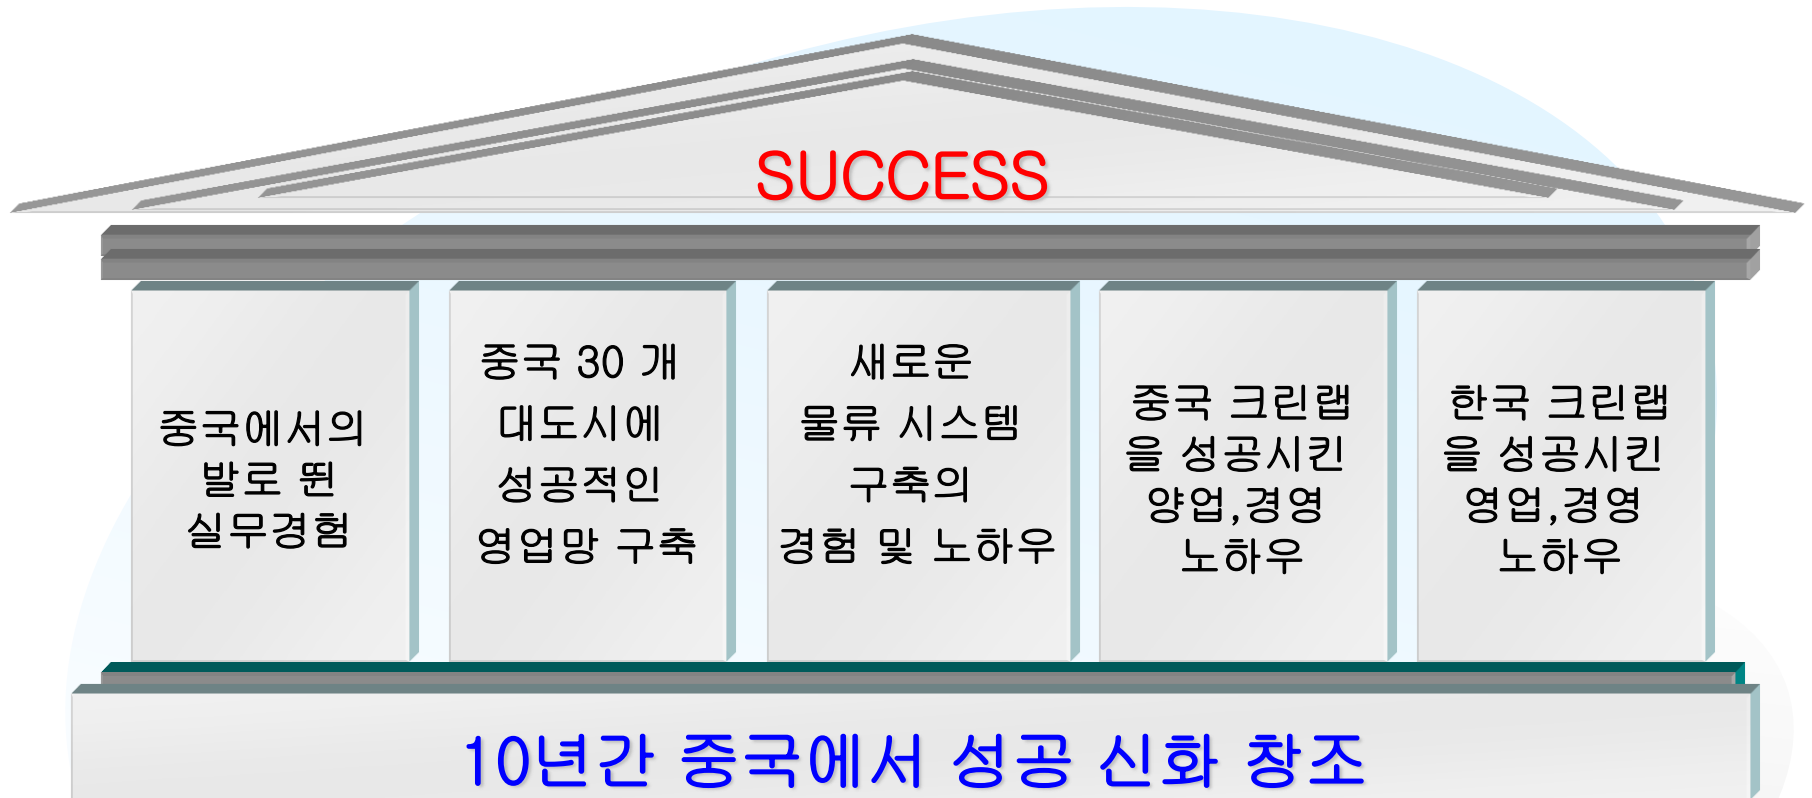 SUCCESS
중국에서의
발로 뛴
실무경험
중국 30 개
대도시에
성공적인
영업망 구축
새로운
물류 시스템
구축의
경험 및 노하우
중국 크린랩
을 성공시킨
양업,경영
노하우
한국 크린랩
을 성공시킨
영업,경영
노하우
10년간 중국에서 성공 신화 창조